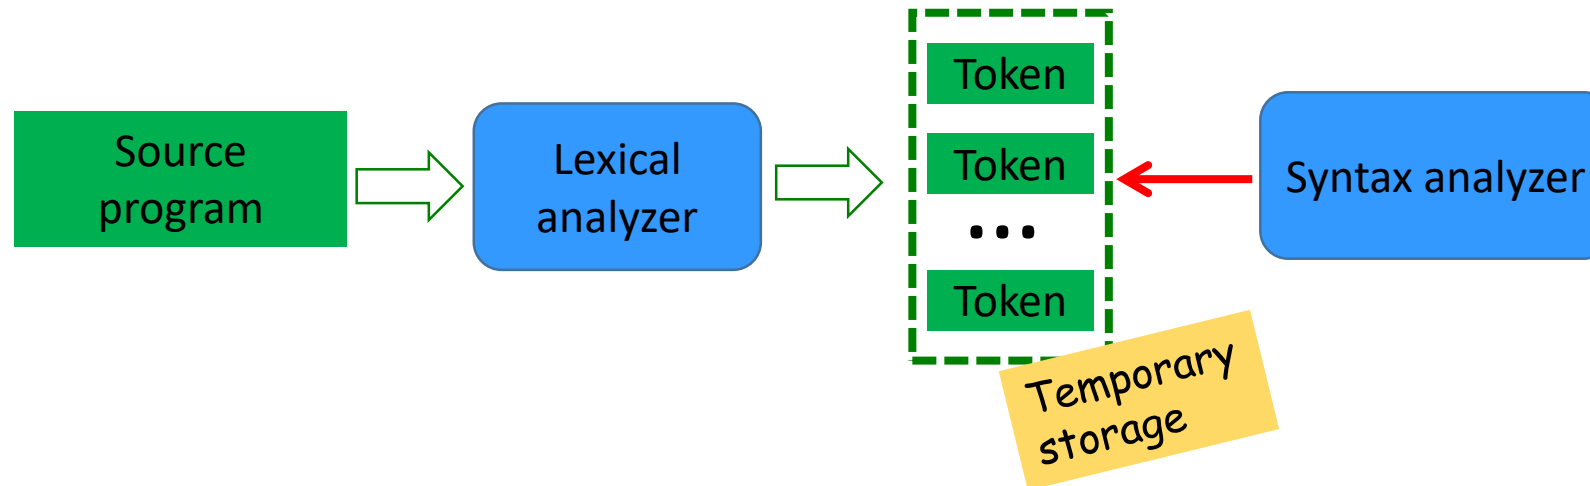 Source
program
Lexical
analyzer
Token
Token
...
Token
Temporary
storage
Syntax analyzer